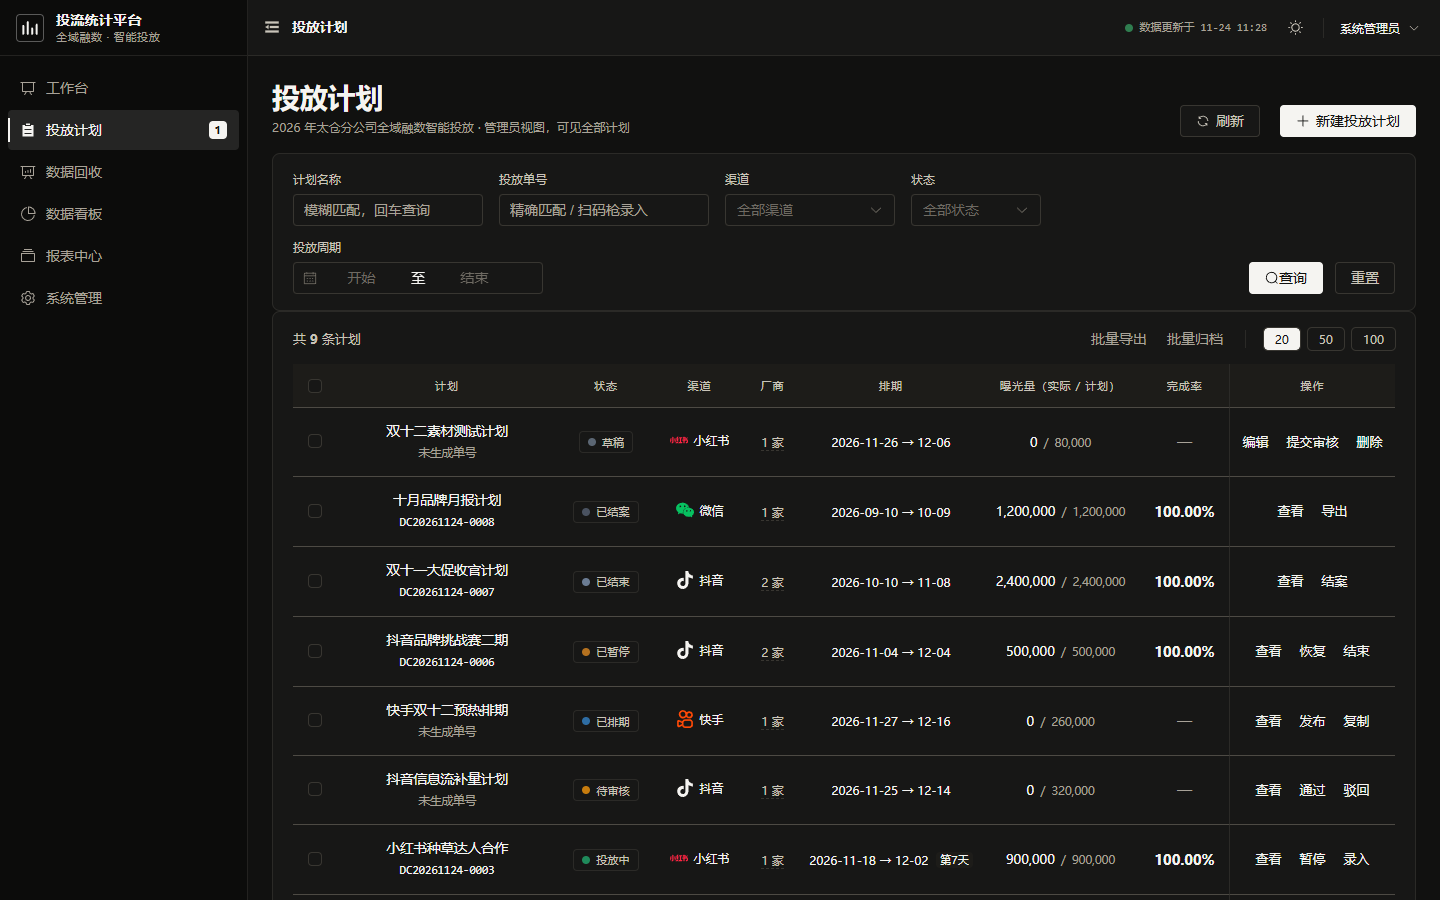 投流统计平台
全域融数 · 智能投放
投放计划
数据更新于 11-24 11:28
系统管理员
工作台
投放计划 1
数据回收
数据看板
报表中心
系统管理
投放计划
2026 年太仓分公司全域融数智能投放 · 管理员视图，可见全部计划
刷新
新建投放计划
计划名称 投放单号 渠道 状态
模糊匹配，回车查询 精确匹配 / 扫码枪录入 全部渠道 全部状态
投放周期
开始 至 结束
查询 重置
共 9 条计划
批量导出 批量归档 20 50 100
计划 状态 渠道 厂商 排期 曝光量（实际 / 计划） 完成率 操作
双十二素材测试计划
未生成单号
草稿 小红书 小红书 1 家 2026-11-26 → 12-06 0 / 80,000 — 编辑 提交审核 删除
十月品牌月报计划
DC20261124-0008
已结案 微信 1 家 2026-09-10 → 10-09 1,200,000 / 1,200,000 100.00% 查看 导出
双十一大促收官计划
DC20261124-0007
已结束 抖音 2 家 2026-10-10 → 11-08 2,400,000 / 2,400,000 100.00% 查看 结案
抖音品牌挑战赛二期
DC20261124-0006
已暂停 抖音 2 家 2026-11-04 → 12-04 500,000 / 500,000 100.00% 查看 恢复 结束
快手双十二预热排期
未生成单号
已排期 快手 1 家 2026-11-27 → 12-16 0 / 260,000 — 查看 发布 复制
抖音信息流补量计划
未生成单号
待审核 抖音 1 家 2026-11-25 → 12-14 0 / 320,000 — 查看 通过 驳回
小红书种草达人合作
DC20261124-0003
投放中 小红书 小红书 1 家 2026-11-18 → 12-02 第7天 900,000 / 900,000 100.00% 查看 暂停 录入